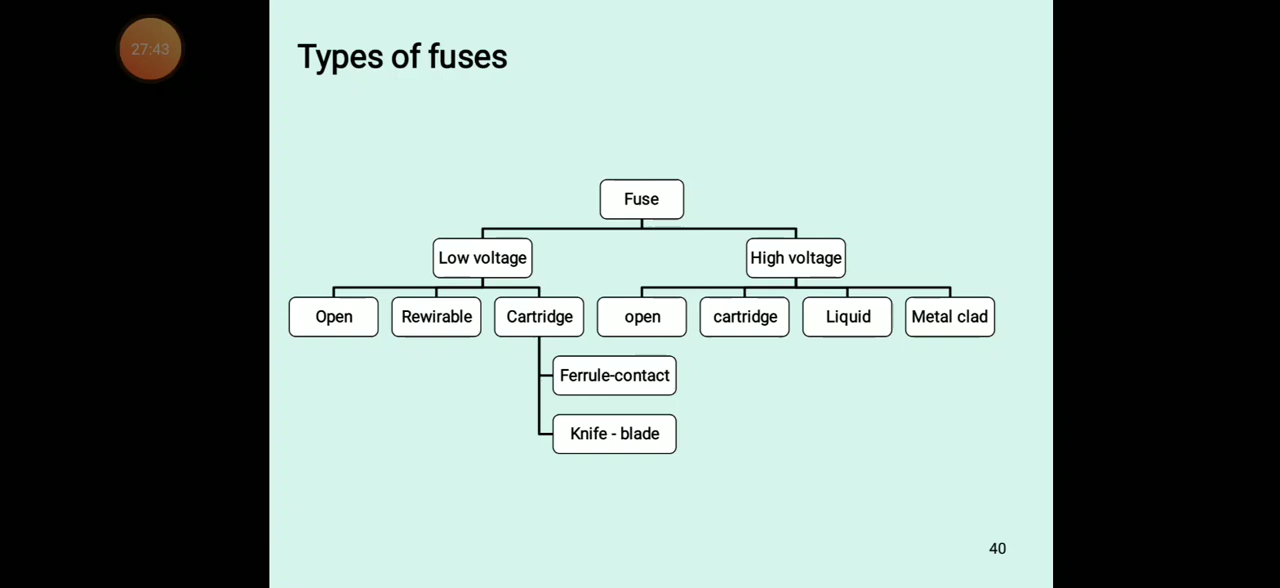 27:43
Types of fuses
Fuse
Low voltage
High voltage
Open
Rewirable
Cartridge
open
cartridge
Liquid
Metal clad
Ferrule-contact
Knife - blade
40